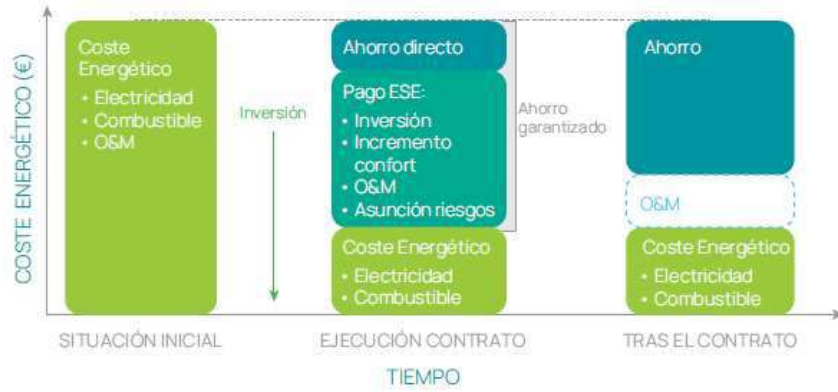 COSTE ENERGÉTICO (€)
Coste
Energético
• Electricidad
• Combustible
• O&M
Inversión
Ahorro directo
Pago ESE:
• Inversión
• Incremento
confort
• O&M
• Asunción riesgos
Coste Energético
• Electricidad
• Combustible
Ahorro
garantizado
Ahorro
O&M
Coste Energético
• Electricidad
• Combustible
SITUACIÓN INICIAL
EJECUCIÓN CONTRATO
TRAS EL CONTRATO
TIEMPO